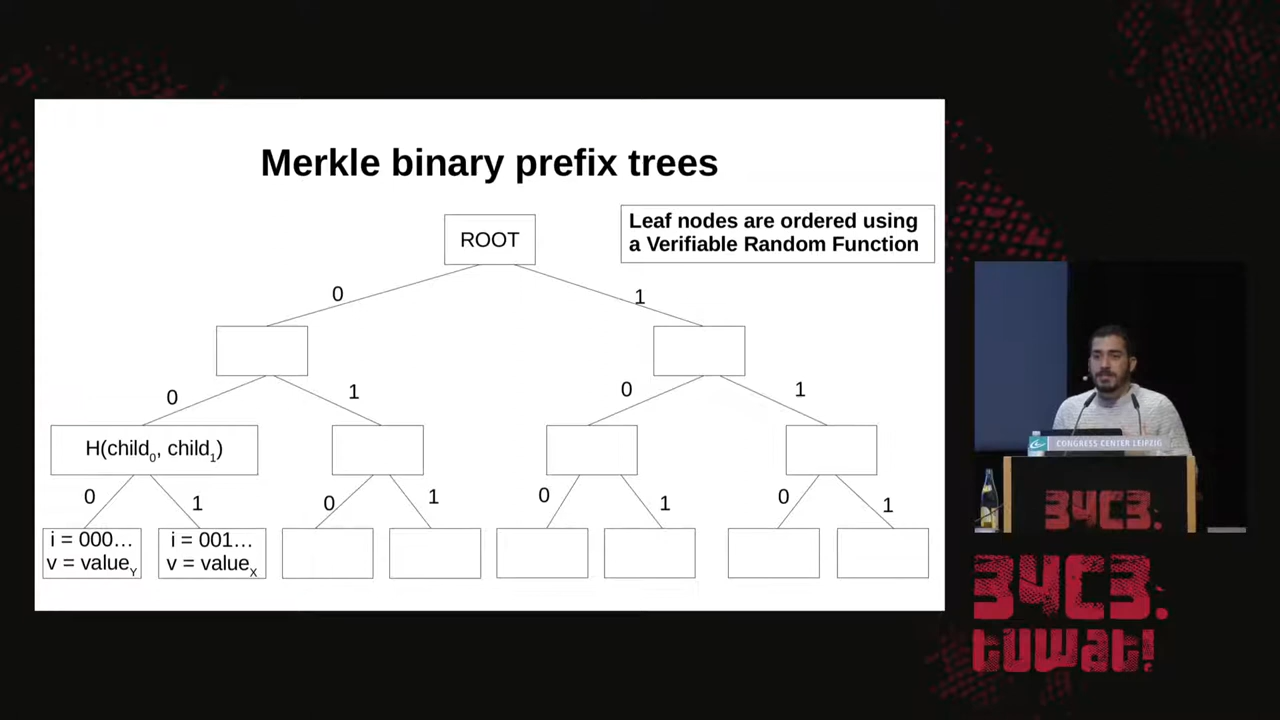 Merkle binary prefix trees
ROOT
Leaf nodes are ordered using
a Verifiable Random Function
0
1
0
1
0
1
H(child0, child1)
0
1
0
1
0
1
0
1
i = 000…
v = valueY
i = 001…
v = valueX
CONGRESS CENTER LEIPZIG
34C3.
34C3.
tuwat!